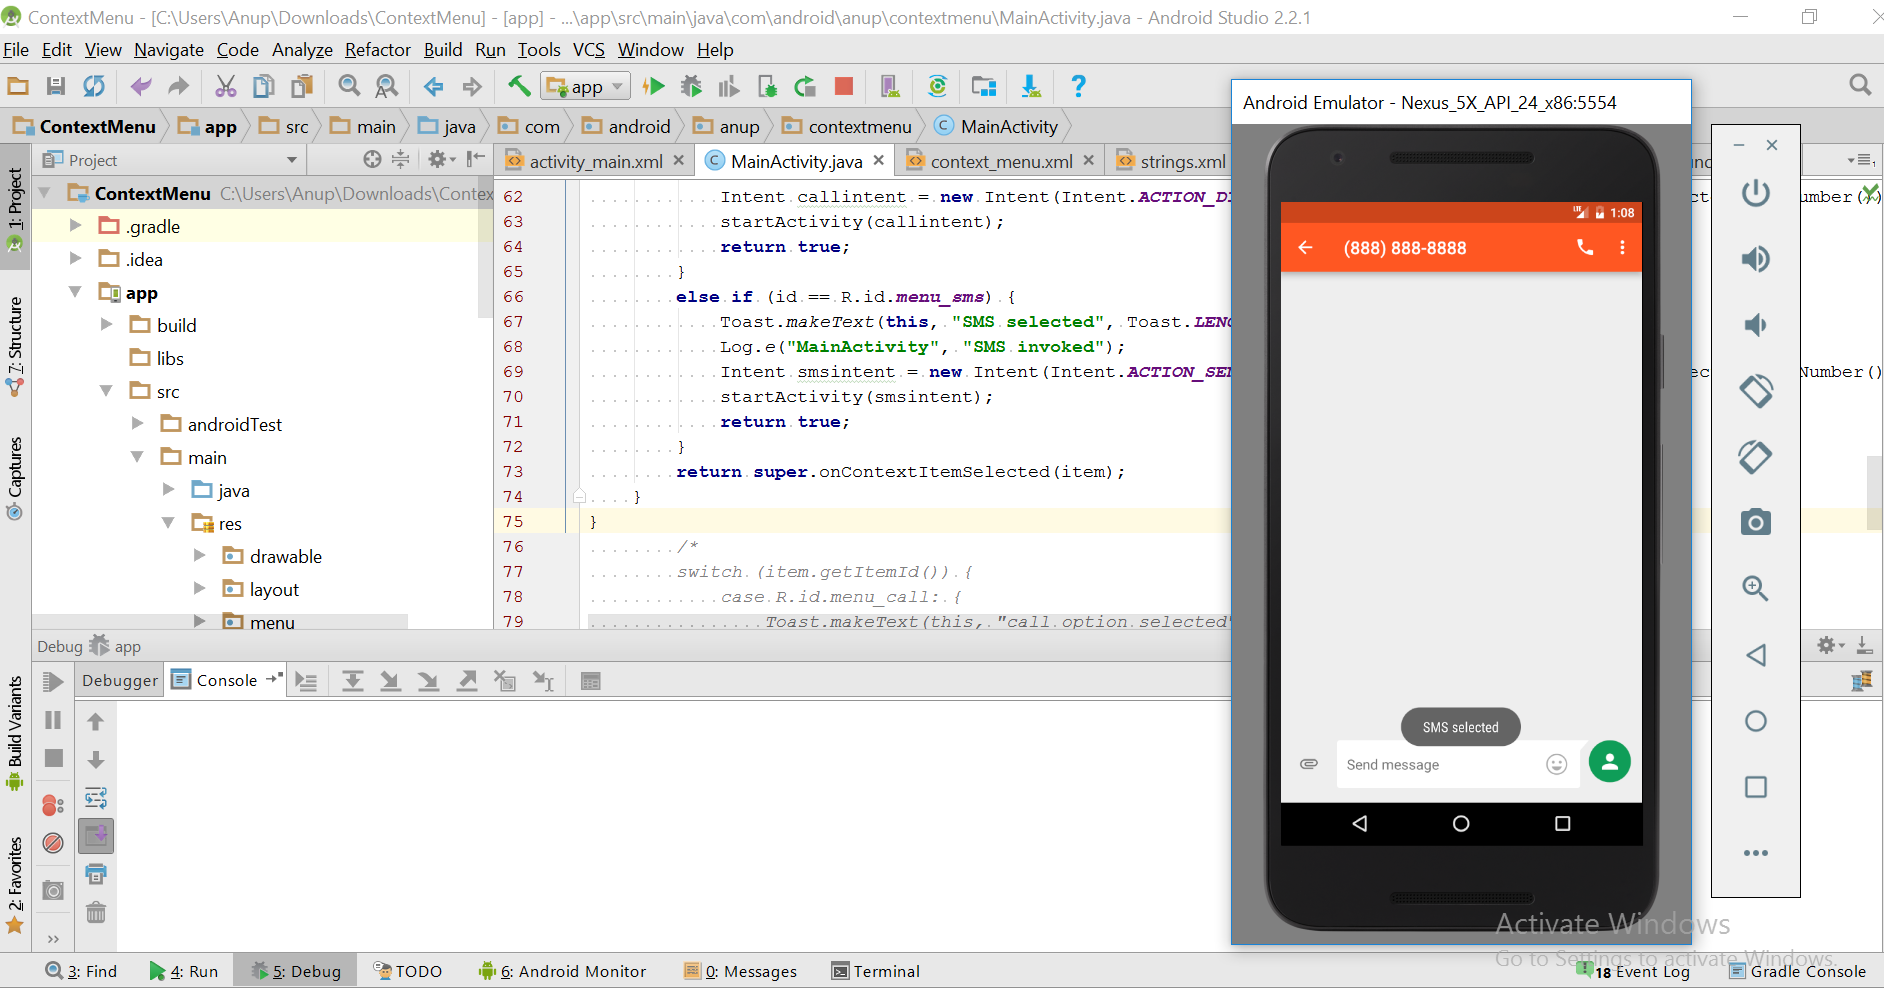 ContextMenu - [C:\Users\Anup\Downloads\ContextMenu] - [app] - ...\app\src\main\java\com\android\anup\contextmenu\MainActivity.java - Android Studio 2.2.1
File Edit View Navigate Code Analyze Refactor Build Run Tools VCS Window Help
app
Android Emulator - Nexus_5X_API_24_x86:5554
ContextMenu app src main java com android anup contextmenu MainActivity
Project
activity_main.xml MainActivity.java context_menu.xml strings.xml
1: Project
7: Structure
Captures
Build Variants
2: Favorites
ContextMenu C:\Users\Anup\Downloads\Contex
.gradle
.idea
app
build
libs
src
androidTest
main
java
res
drawable
layout
menu
62 Intent callintent = new Intent(Intent.ACTION_DI umber())
63 startActivity(callintent);
64 return true;
65 }
66 else if (id == R.id.menu_sms) {
67 Toast.makeText(this, "SMS selected", Toast.LENG
68 Log.e("MainActivity", "SMS invoked");
69 Intent smsintent = new Intent(Intent.ACTION_SEN Number()
70 startActivity(smsintent);
71 return true;
72 }
73 return super.onContextItemSelected(item);
74 }
75 }
76 /*
77 switch (item.getItemId()) {
78 case R.id.menu_call: {
79 Toast.makeText(this, "call option selected"
LTE 1:08
(888) 888-8888
SMS selected
Send message
Debug app
Debugger Console
Activate Windows
Go to Settings to activate Windows.
3: Find 4: Run 5: Debug TODO 6: Android Monitor 0: Messages Terminal 18 Event Log Gradle Console